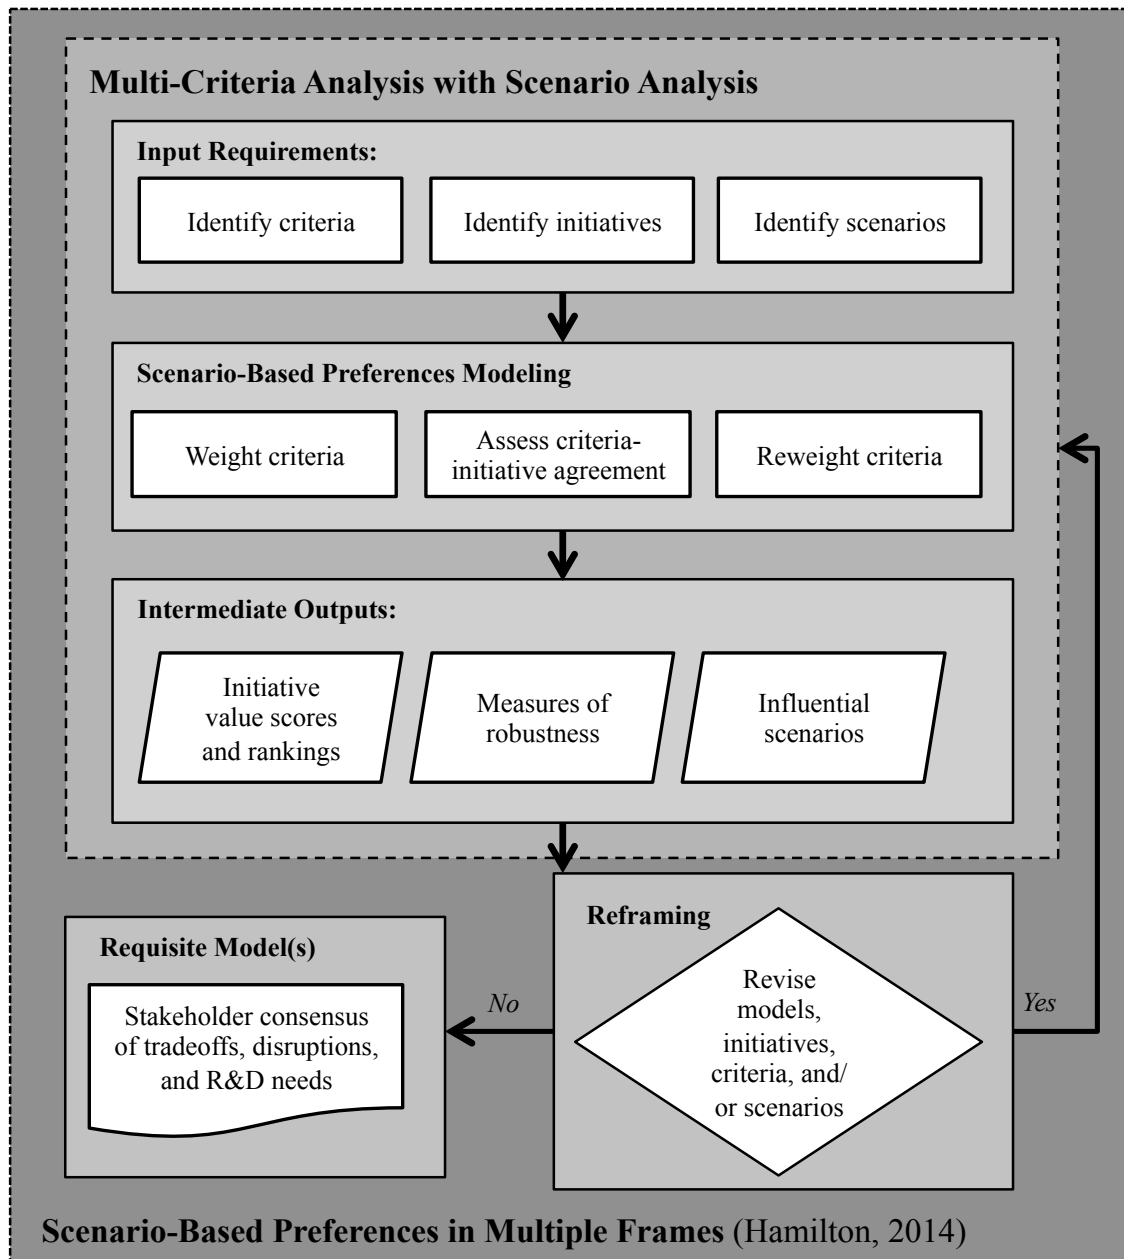 Multi-Criteria Analysis with Scenario Analysis
Input Requirements:
Identify criteria
Identify initiatives
Identify scenarios
Scenario-Based Preferences Modeling
Weight criteria
Assess criteria-
initiative agreement
Reweight criteria
Intermediate Outputs:
Initiative
value scores
and rankings
Measures of
robustness
Influential
scenarios
Reframing
Revise
models,
initiatives,
criteria, and/
or scenarios
Yes
No
Requisite Model(s)
Stakeholder consensus
of tradeoffs, disruptions,
and R&D needs
Scenario-Based Preferences in Multiple Frames (Hamilton, 2014)